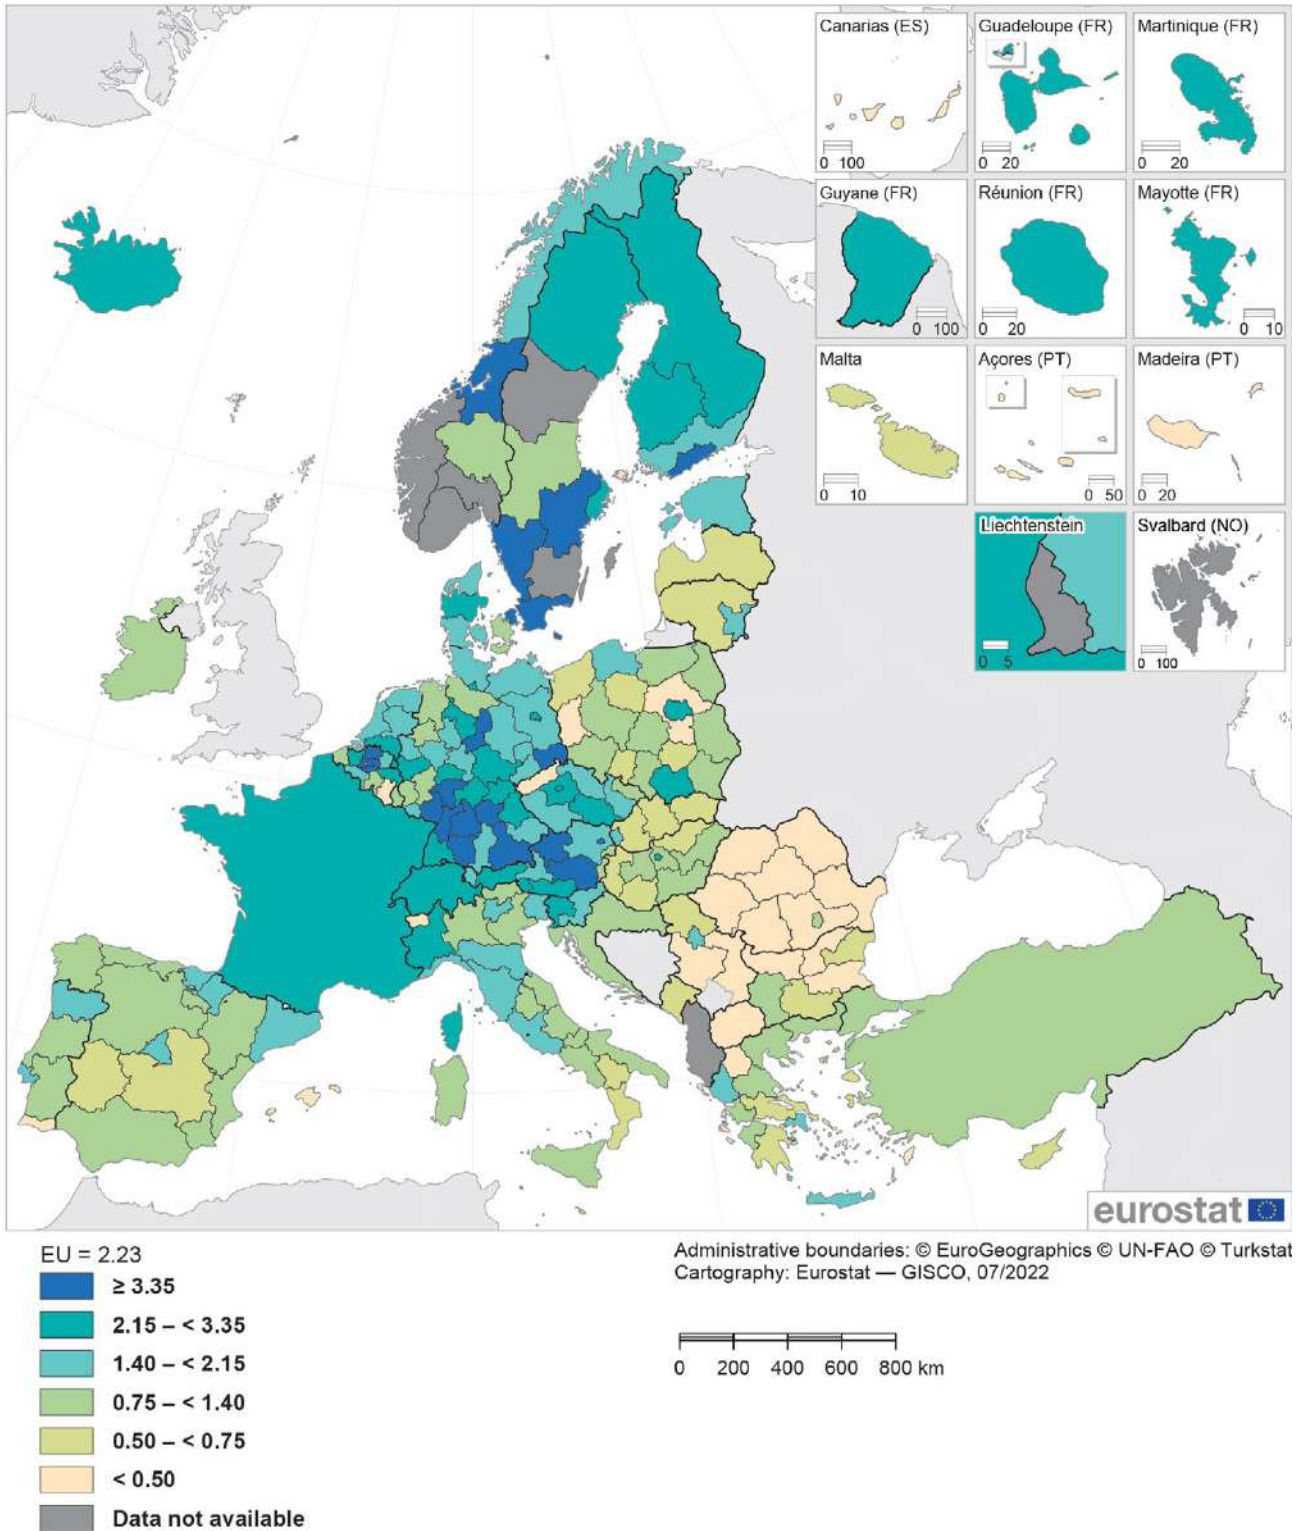 Canarias (ES)
0 100
Guadeloupe (FR)
0 20
Martinique (FR)
0 20
Guyane (FR)
0 100
Réunion (FR)
0 20
Mayotte (FR)
0 10
Malta
0 10
Açores (PT)
0 50
Madeira (PT)
0 20
Liechtenstein
0 5
Svalbard (NO)
0 100
eurostat
EU = 2.23
≥ 3.35
2.15 – < 3.35
1.40 – < 2.15
0.75 – < 1.40
0.50 – < 0.75
< 0.50
Data not available
Administrative boundaries: © EuroGeographics © UN-FAO © Turkstat
Cartography: Eurostat — GISCO, 07/2022
0 200 400 600 800 km